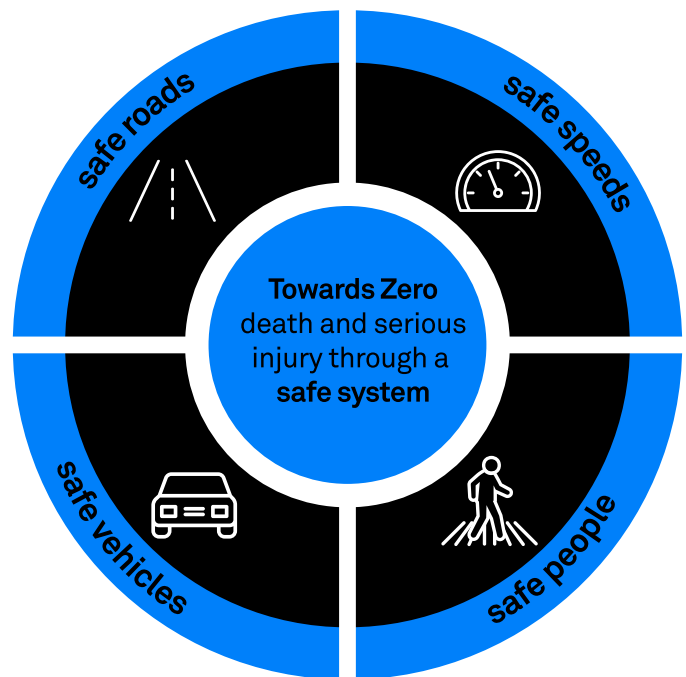 safe roads
safe speeds
Towards Zero
death and serious
injury through a
safe system
safe vehicles
safe people